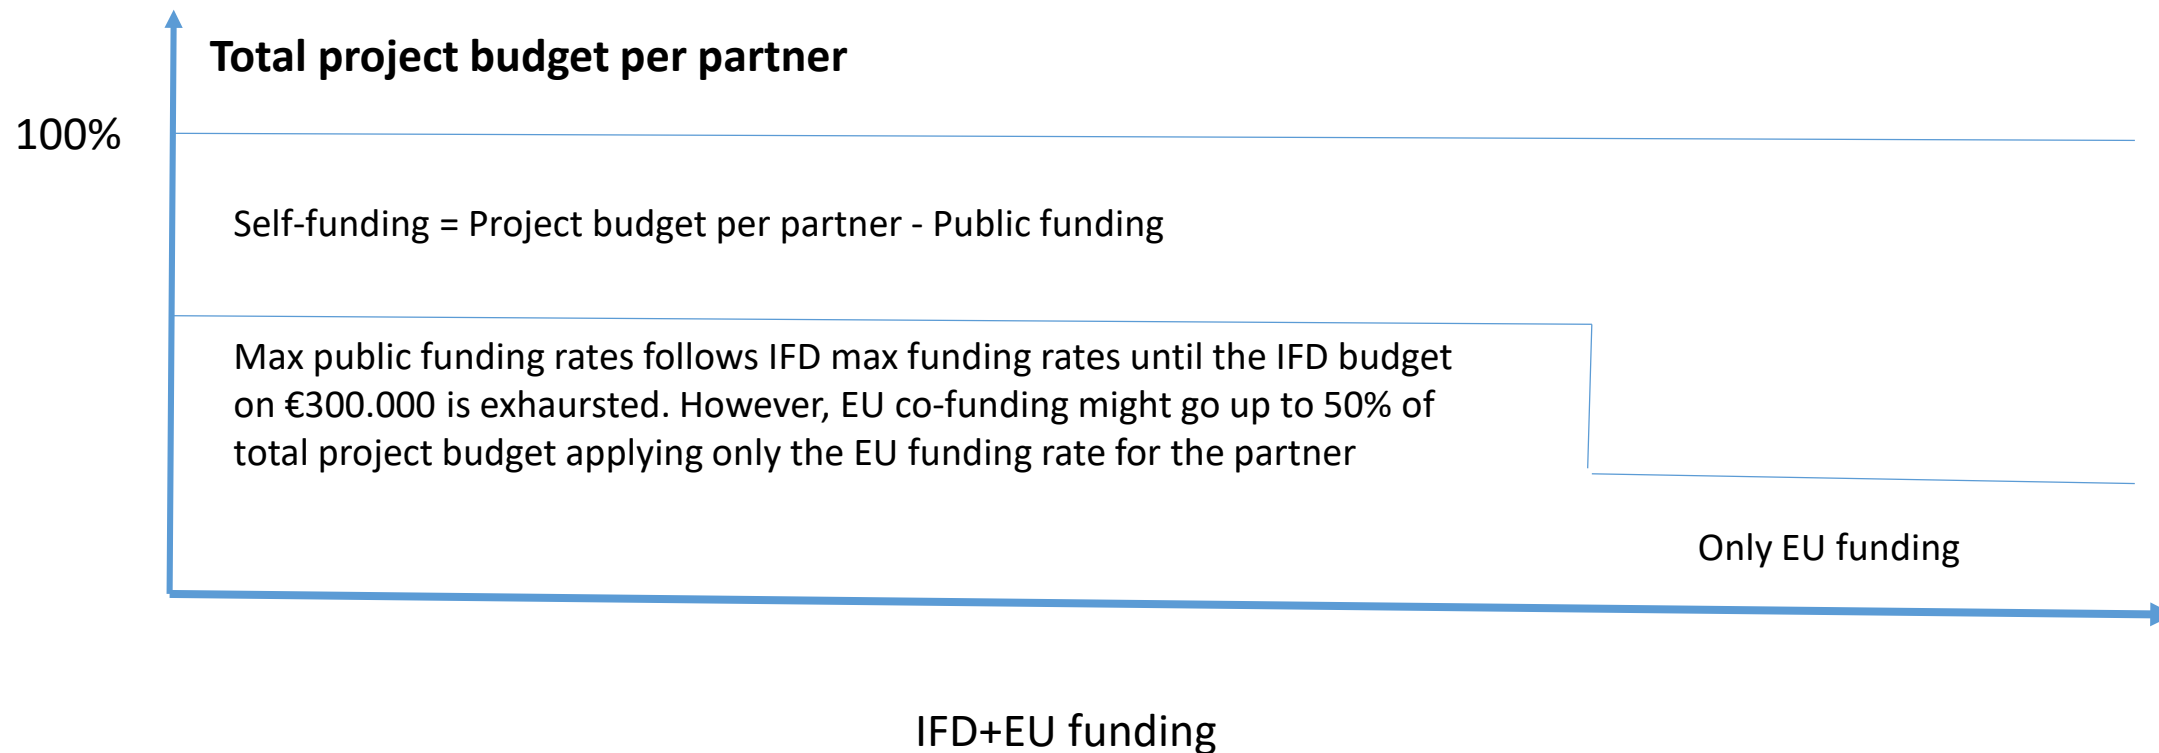 Total project budget per partner
100%
Self-funding = Project budget per partner - Public funding
Max public funding rates follows IFD max funding rates until the IFD budget
on €300.000 is exhaursted. However, EU co-funding might go up to 50% of
total project budget applying only the EU funding rate for the partner
Only EU funding
IFD+EU funding